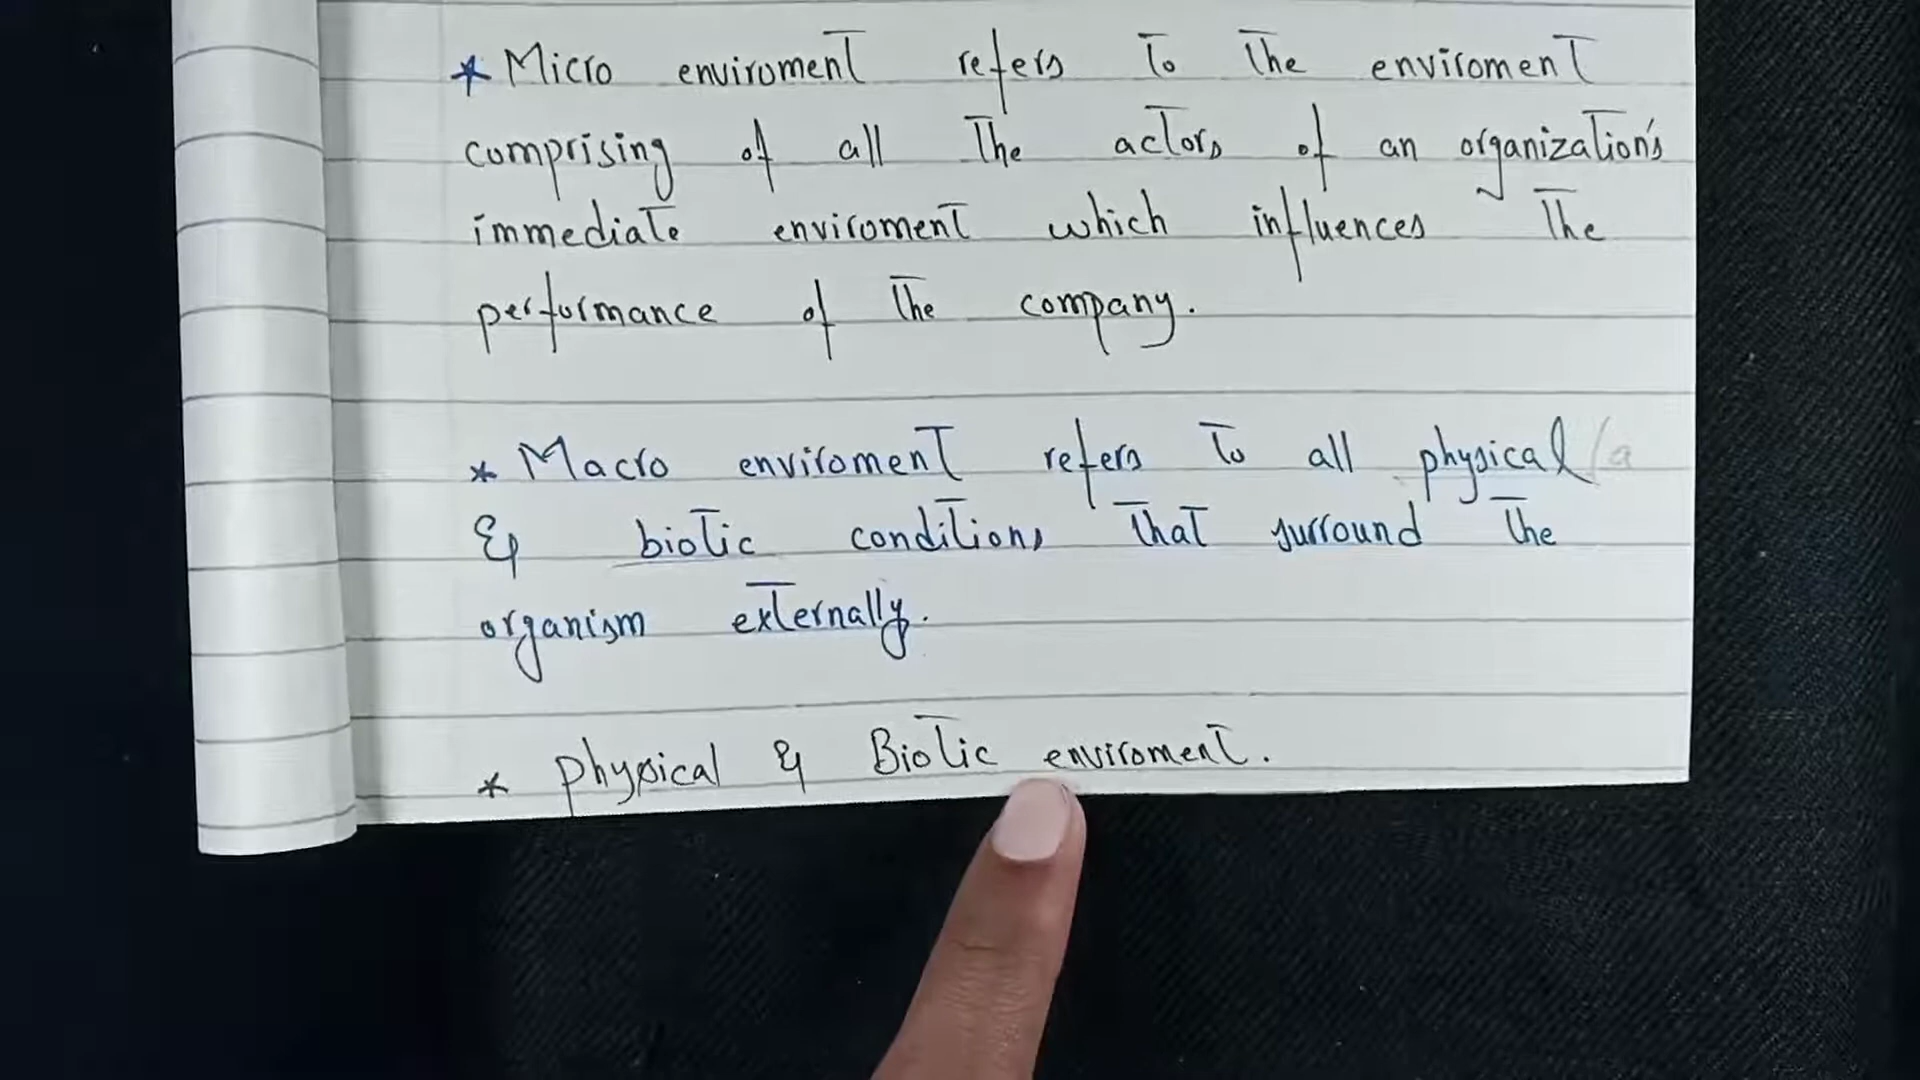 * Micro enviroment refers to the enviroment
comprising of all the actors of an organization's
immediate enviroment which influences the
performance of the company.
* Macro enviroment refers to all physical (a
& biotic conditions that surround the
organism externally.
* Physical & Biotic enviroment.